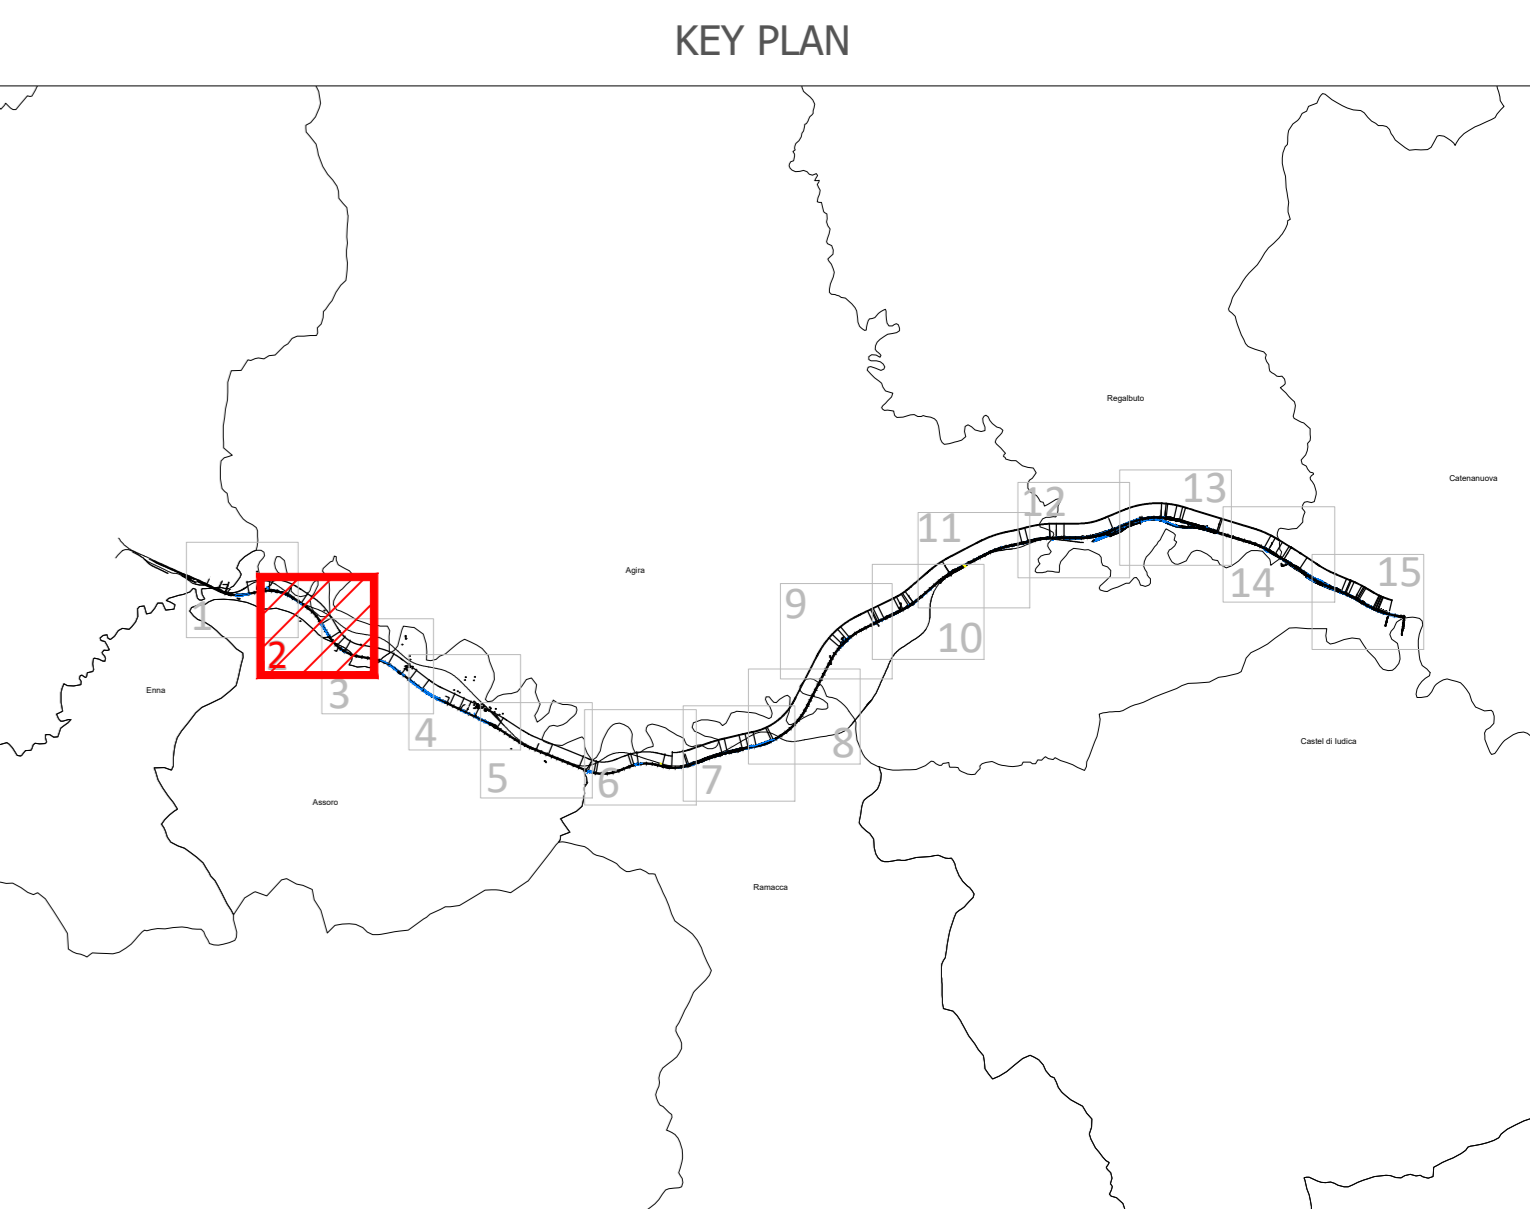 KEY PLAN
Regalbuto
Catenanuova
13
12
11
Agira
15
14
9
1
10
2
Enna
3
4
8
Castel di Iudica
5
6
7
Assoro
Ramacca